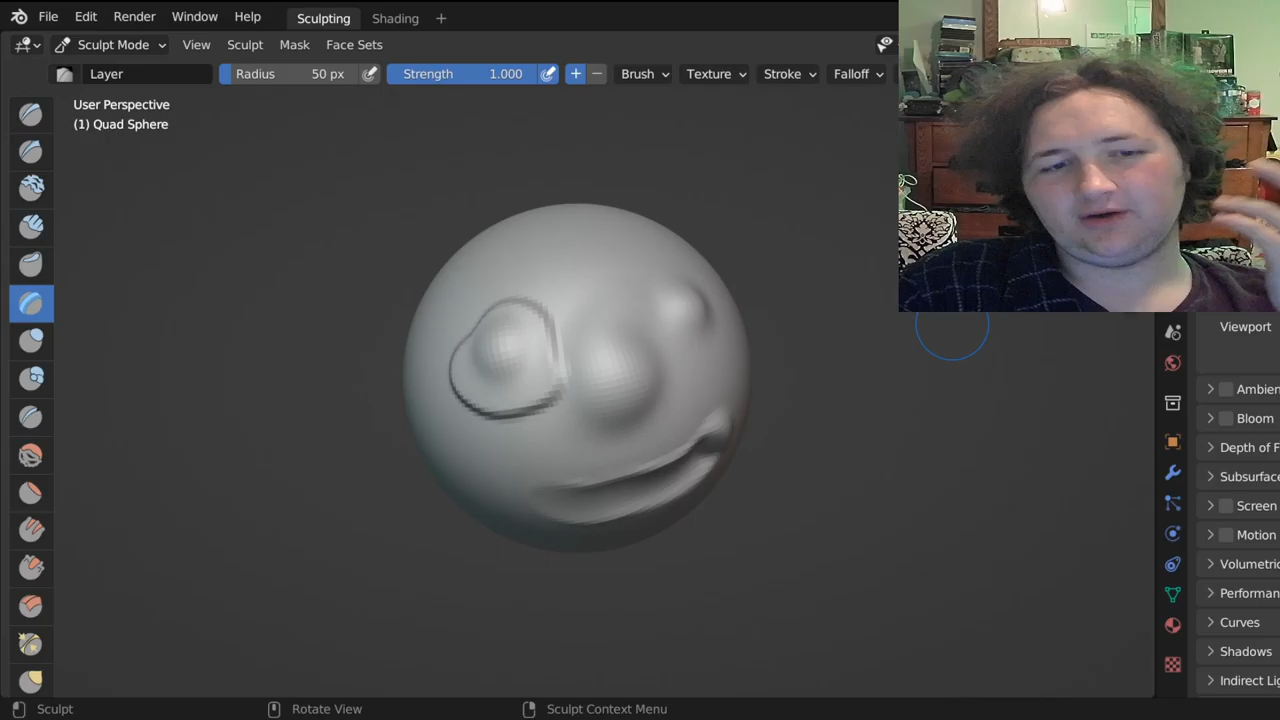 File Edit Render Window Help Sculpting Shading +
Sculpt Mode View Sculpt Mask Face Sets
Layer Radius 50 px Strength 1.000 + − Brush Texture Stroke Falloff
User Perspective
(1) Quad Sphere
Viewport
Ambien
Bloom
Depth of F
Subsurface
Screen
Motion
Volumetric
Performan
Curves
Shadows
Indirect Lig
Sculpt Rotate View Sculpt Context Menu